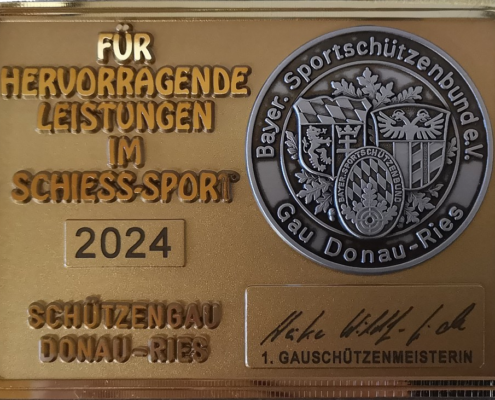 FÜR
HERVORRAGENDE
LEISTUNGEN
IM
SCHIESS-SPORT
2024
SCHÜTZENGAU
DONAU-RIES
Bayer. Sportschützenbund e.V.
Gau Donau-Ries
1. GAUSCHÜTZENMEISTERIN